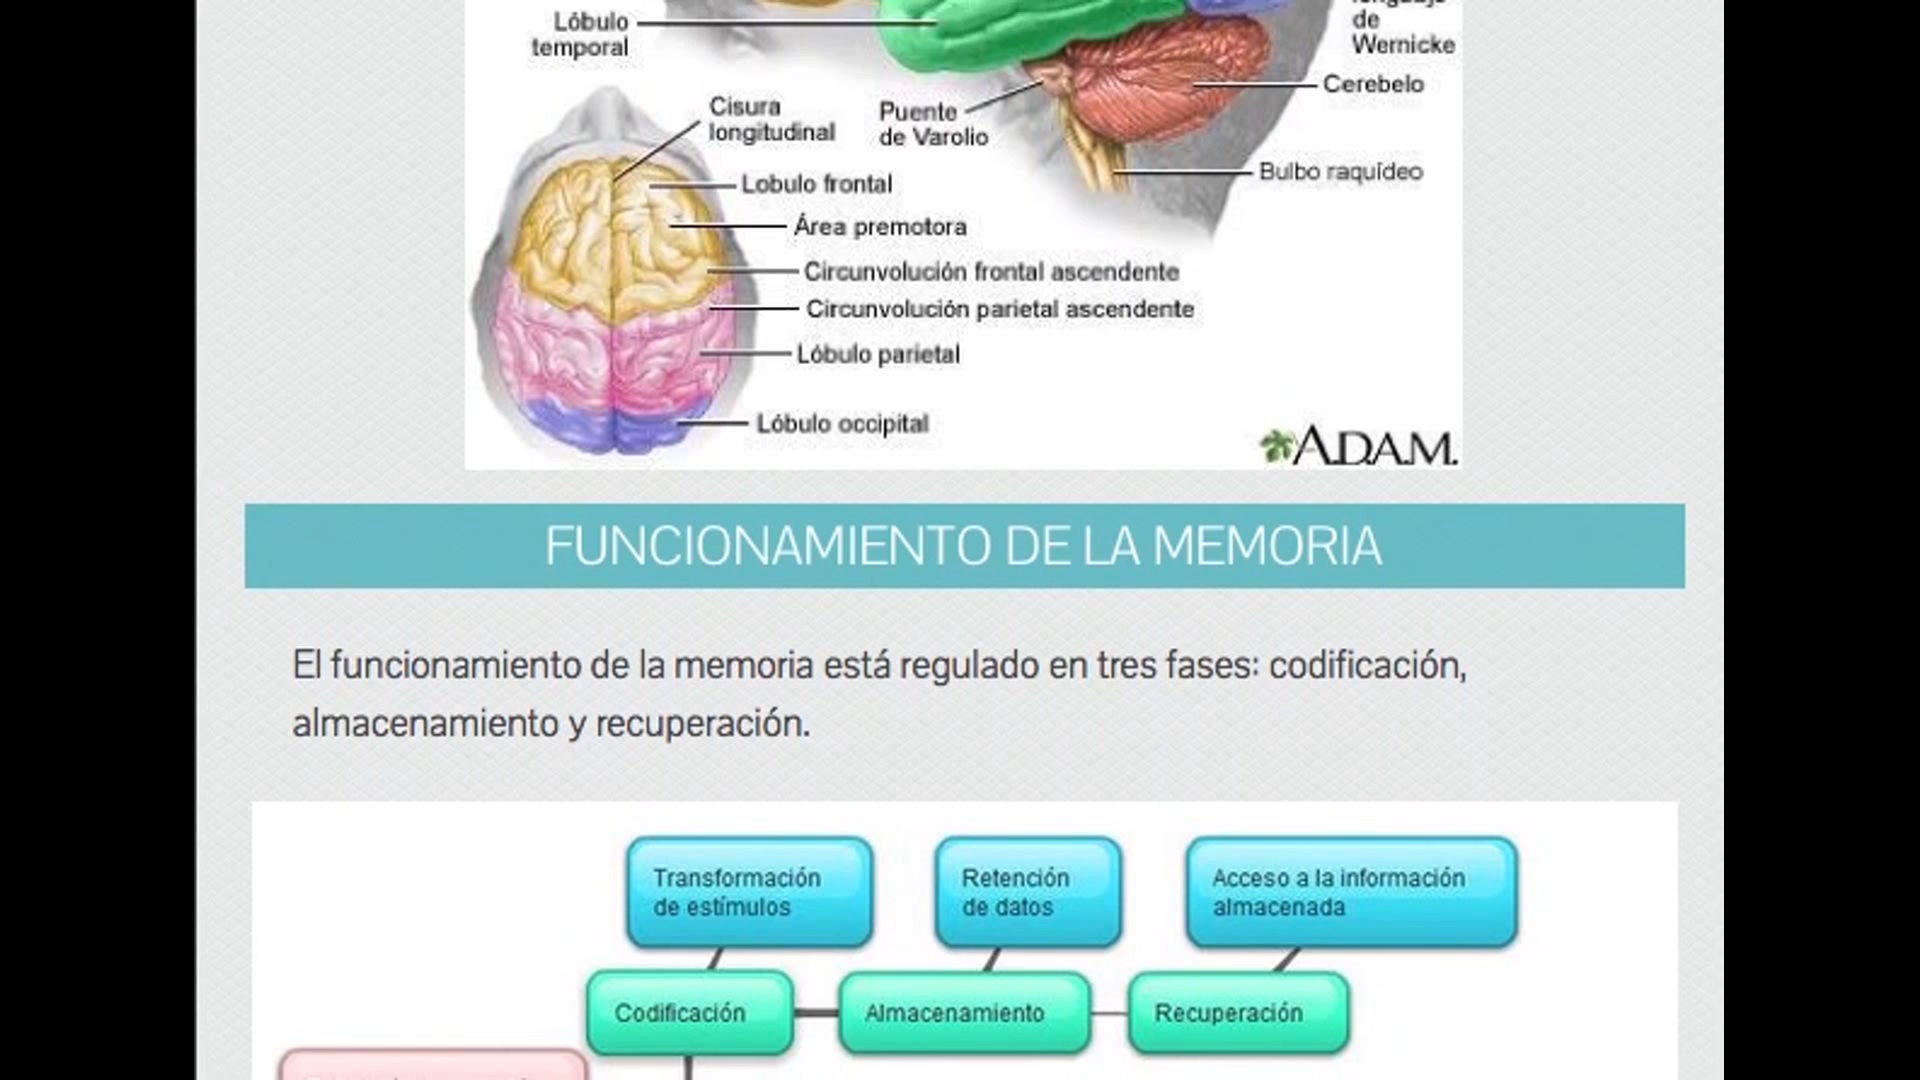 Lóbulo
temporal
de
Wernicke
Cerebelo
Cisura
longitudinal
Puente
de Varolio
Bulbo raquídeo
Lobulo frontal
Área premotora
Circunvolución frontal ascendente
Circunvolución parietal ascendente
Lóbulo parietal
Lóbulo occipital
A.D.A.M.
FUNCIONAMIENTO DE LA MEMORIA
El funcionamiento de la memoria está regulado en tres fases: codificación,
almacenamiento y recuperación.
Transformación
de estímulos
Retención
de datos
Acceso a la información
almacenada
Codificación
Almacenamiento
Recuperación